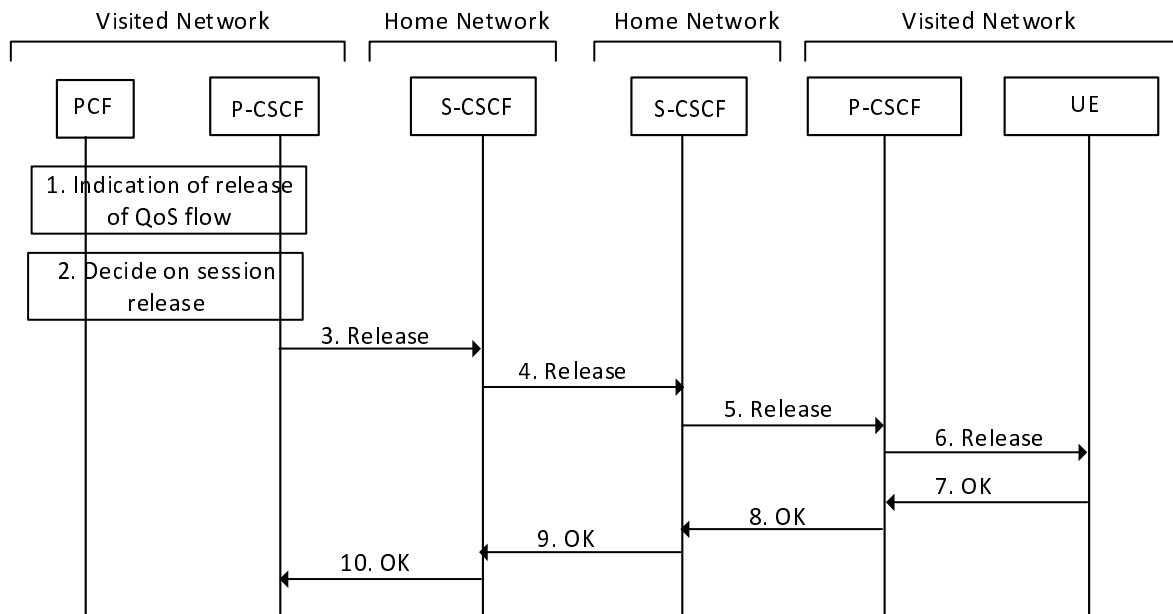 Visited Network
Home Network
Home Network
Visited Network
PCF
P-CSCF
S-CSCF
S-CSCF
P-CSCF
UE
1. Indication of release
of QoS flow
2. Decide on session
release
3. Release
4. Release
5. Release
6. Release
7. OK
8. OK
9. OK
10. OK